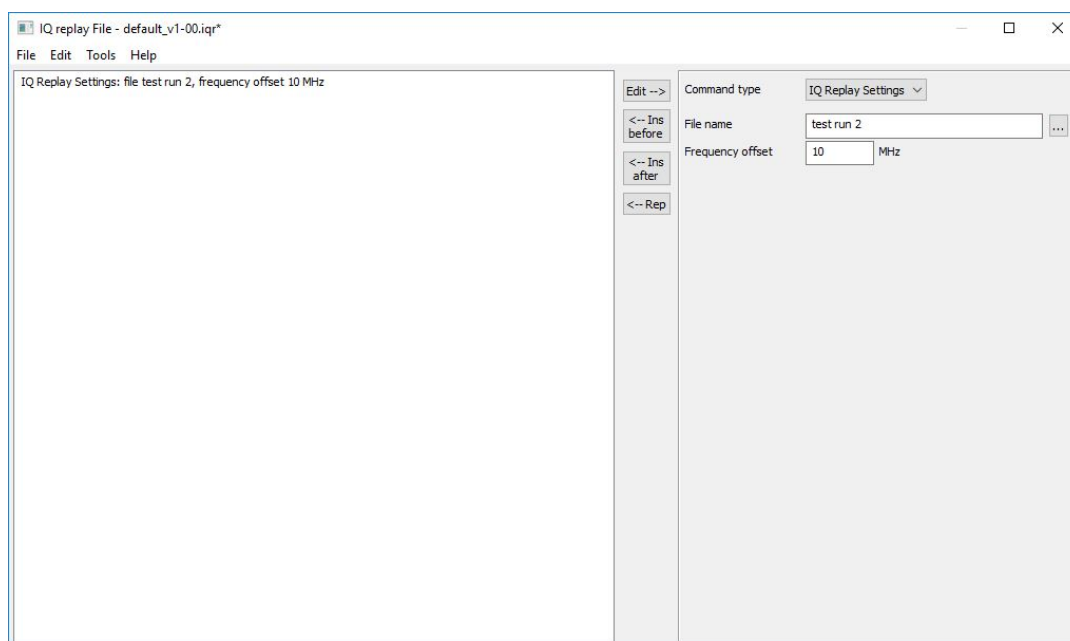 IQ replay File - default_v1-00.iqr*
File Edit Tools Help
IQ Replay Settings: file test run 2, frequency offset 10 MHz
Edit -->
<-- Ins
before
<-- Ins
after
<-- Rep
Command type IQ Replay Settings
File name test run 2 ...
Frequency offset 10 MHz